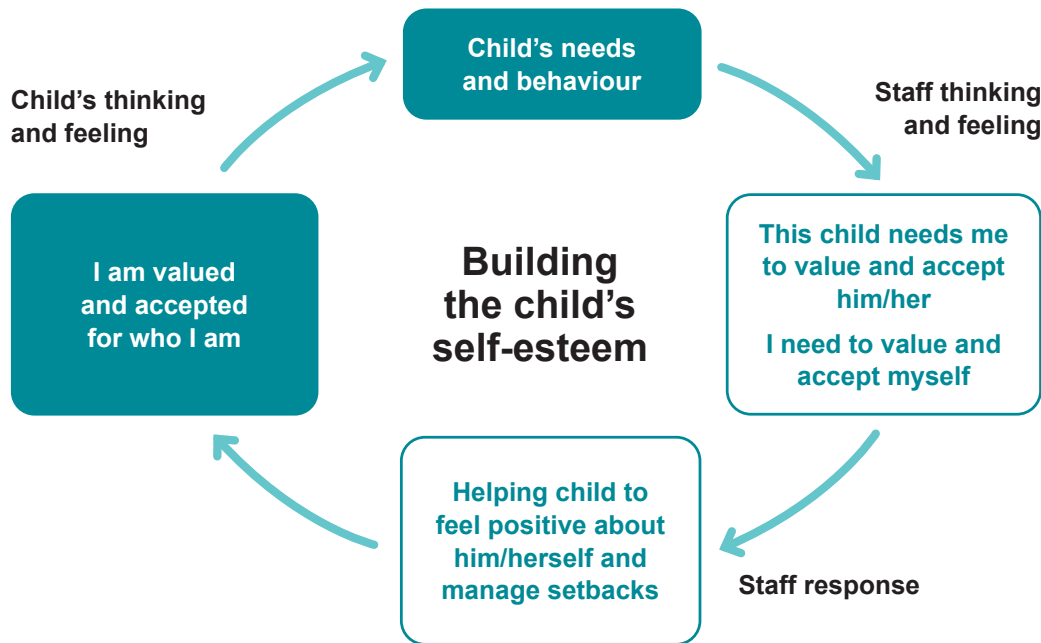 Child’s needs
and behaviour
Child’s thinking
and feeling
Staff thinking
and feeling
I am valued
and accepted
for who I am
Building
the child’s
self-esteem
This child needs me
to value and accept
him/her
I need to value and
accept myself
Helping child to
feel positive about
him/herself and
manage setbacks
Staff response